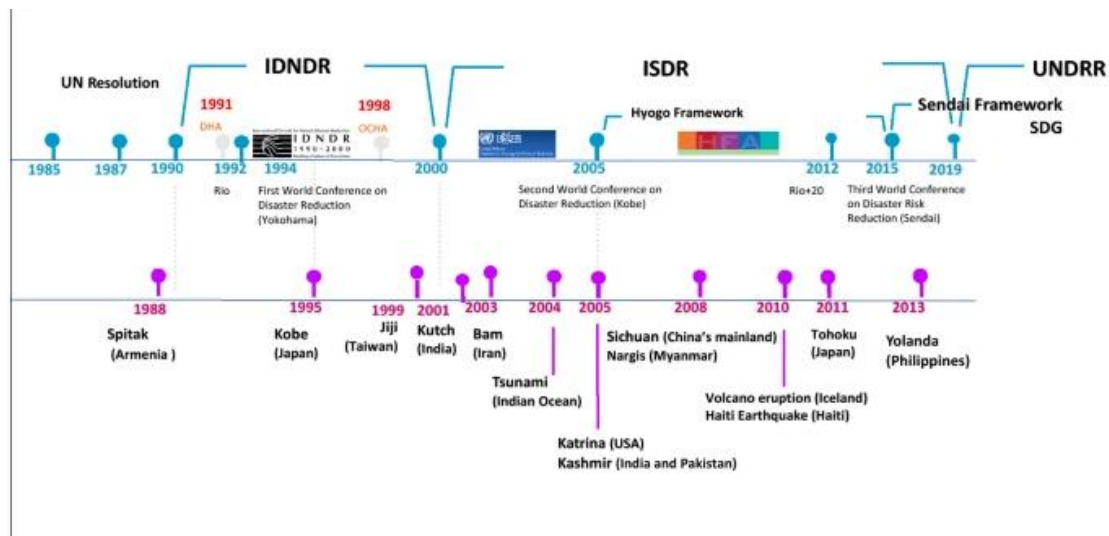 IDNDR
ISDR
UNDRR
UN Resolution
1991
DHA
1998
OCHA
IDNDR
1990-2000
Hyogo Framework
HFA
Sendai Framework
SDG
1985
1987
1990
1992
1994
2000
2005
2012
2015
2019
Rio
First World Conference on
Disaster Reduction
(Yokohama)
Second World Conference on
Disaster Reduction (Kobe)
Rio+20
Third World Conference
on Disaster Risk
Reduction (Sendai)
1988
1995
1999
2001
2003
2004
2005
2008
2010
2011
2013
Spitak
(Armenia )
Kobe
(Japan)
Jiji
(Taiwan)
Kutch
(India)
Bam
(Iran)
Tsunami
(Indian Ocean)
Katrina (USA)
Kashmir (India and Pakistan)
Sichuan (China's mainland)
Nargis (Myanmar)
Volcano eruption (Iceland)
Haiti Earthquake (Haiti)
Tohoku
(Japan)
Yolanda
(Philippines)